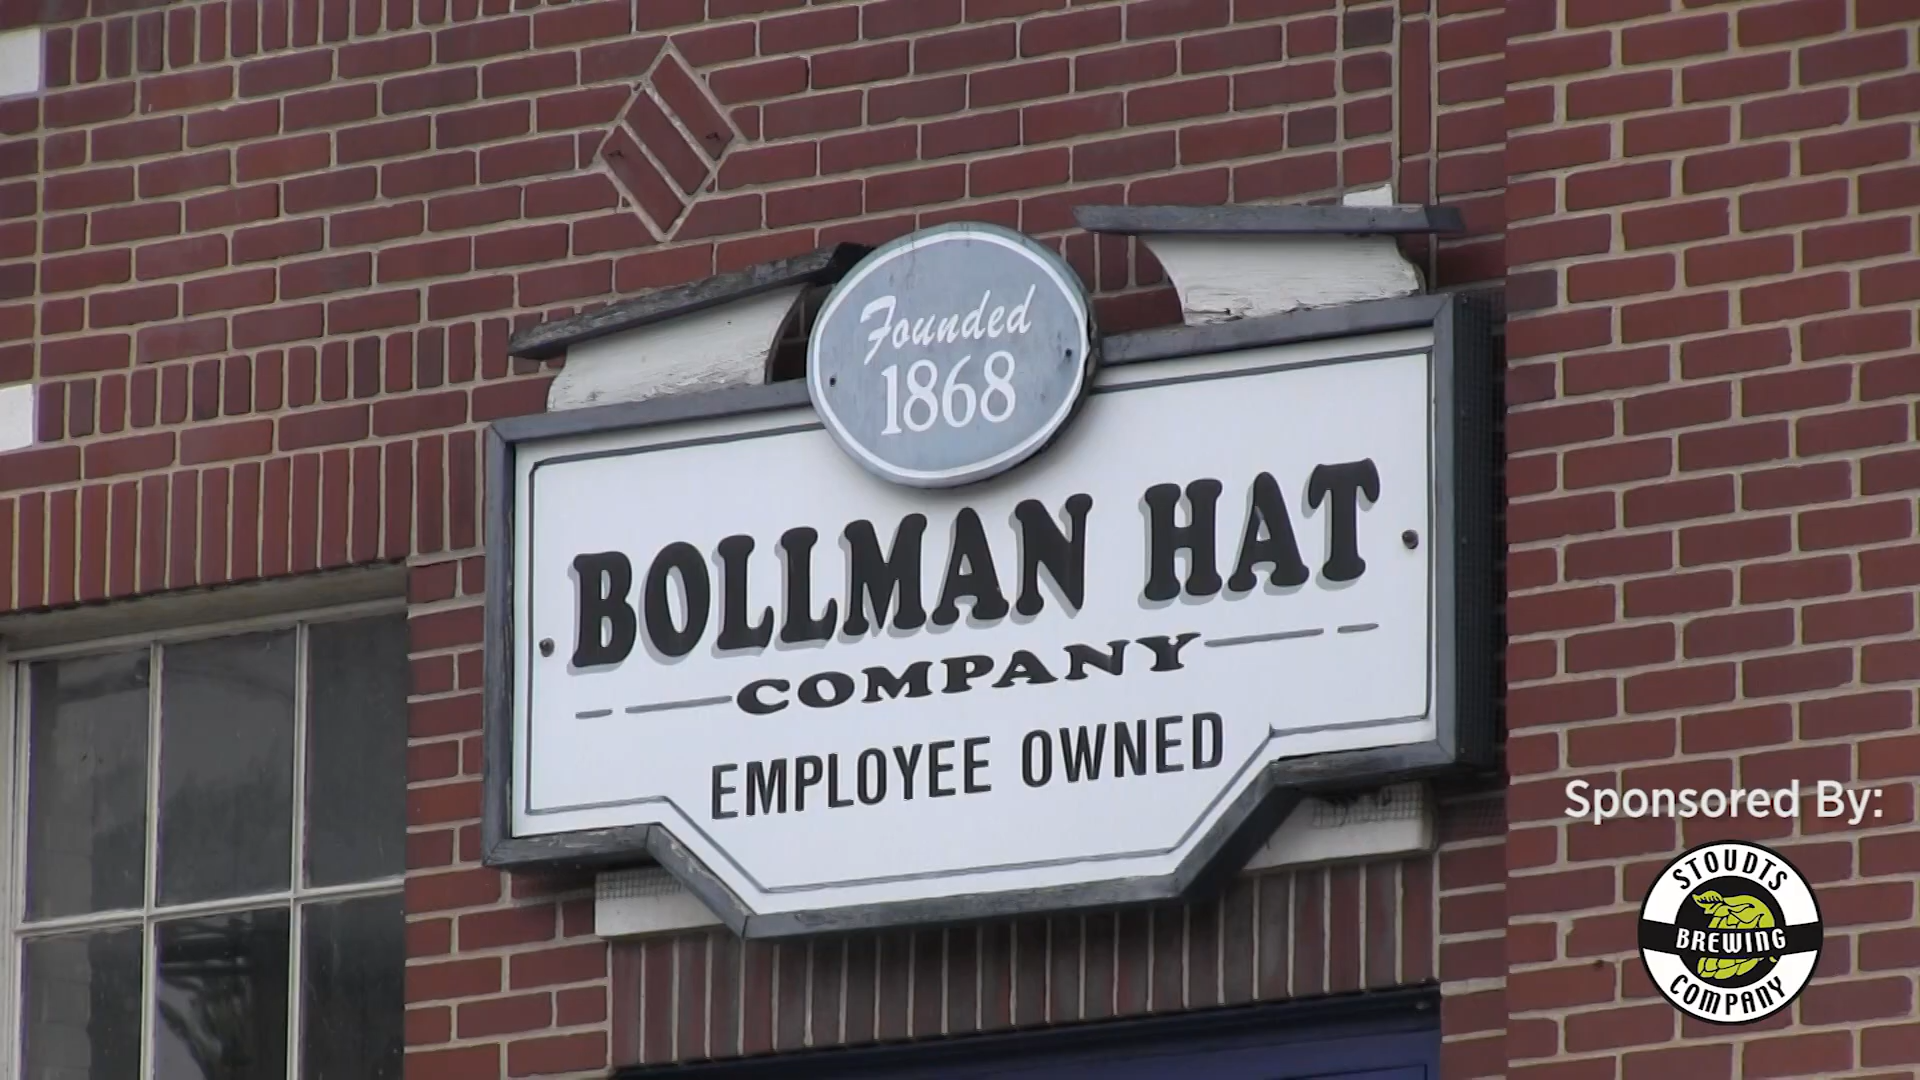 Founded
1868
BOLLMAN HAT
COMPANY
EMPLOYEE OWNED
Sponsored By:
STOUDTS
BREWING
COMPANY